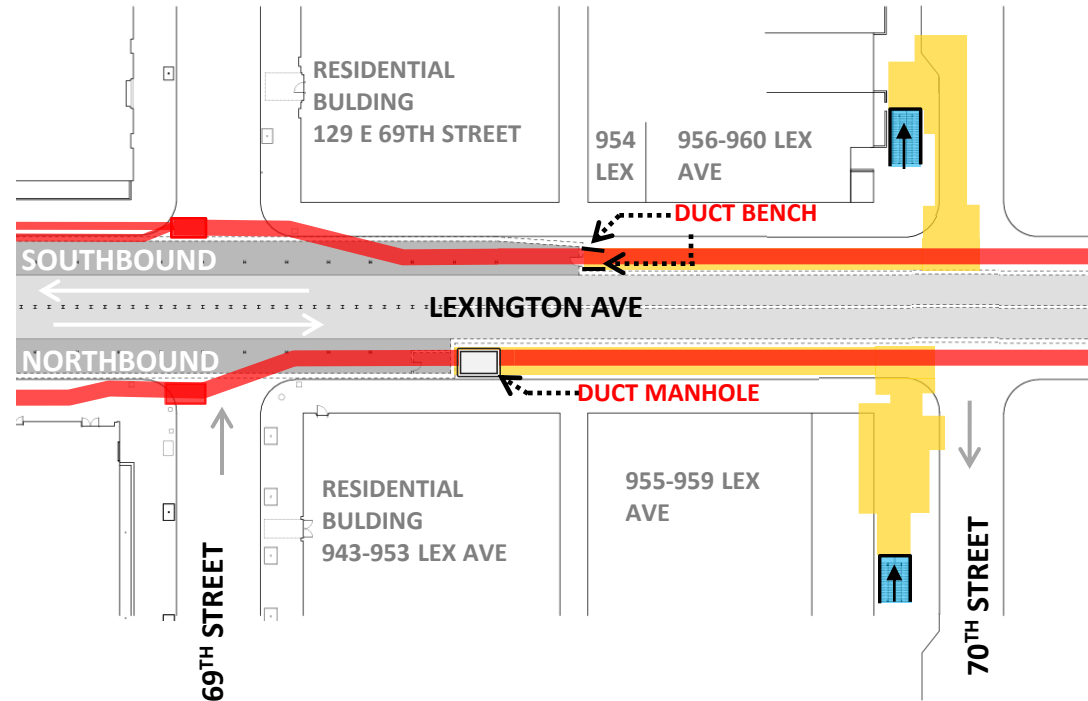 RESIDENTIAL
BULDING
129 E 69TH STREET
954
LEX
956-960 LEX
AVE
DUCT BENCH
SOUTHBOUND
LEXINGTON AVE
NORTHBOUND
DUCT MANHOLE
RESIDENTIAL
BULDING
943-953 LEX AVE
955-959 LEX
AVE
69TH STREET
70TH STREET